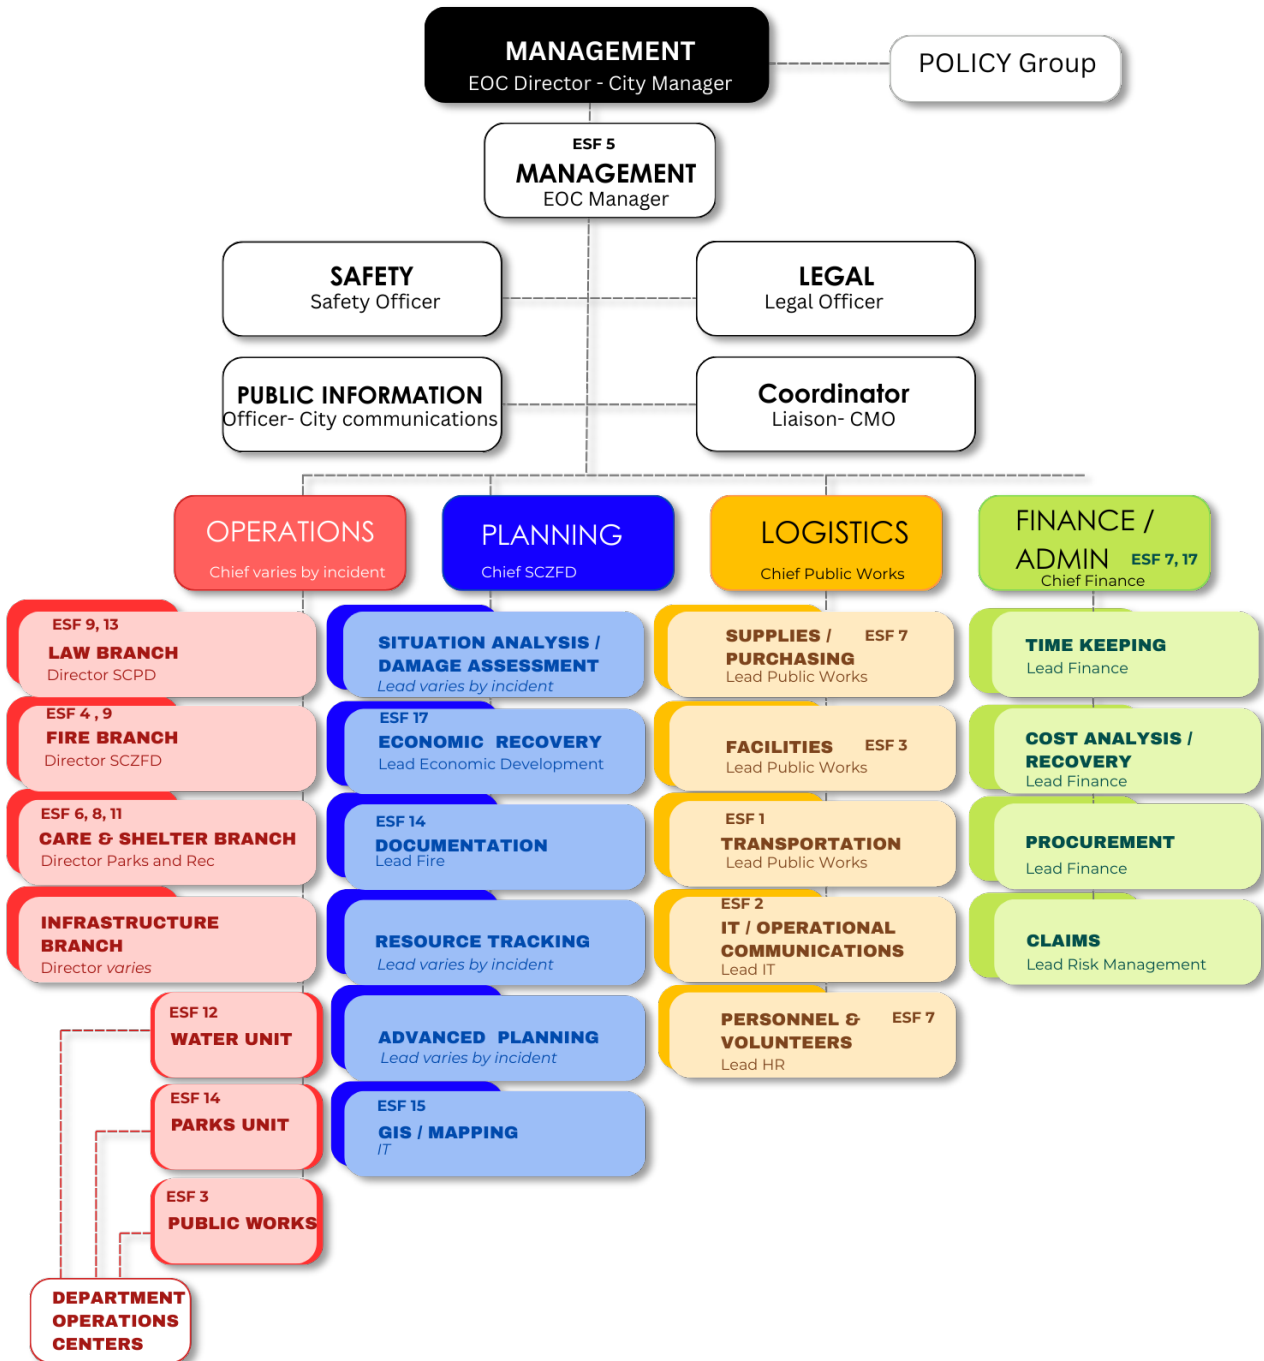 MANAGEMENT
EOC Director - City Manager
POLICY Group
ESF 5
MANAGEMENT
EOC Manager
SAFETY
Safety Officer
LEGAL
Legal Officer
PUBLIC INFORMATION
Officer- City communications
Coordinator
Liaison- CMO
OPERATIONS
Chief varies by incident
ESF 9, 13
LAW BRANCH
Director SCPD
ESF 4 , 9
FIRE BRANCH
Director SCZFD
ESF 6, 8, 11
CARE & SHELTER BRANCH
Director Parks and Rec
INFRASTRUCTURE
BRANCH
Director varies
ESF 12
WATER UNIT
ESF 14
PARKS UNIT
ESF 3
PUBLIC WORKS
DEPARTMENT
OPERATIONS
CENTERS
PLANNING
Chief SCZFD
SITUATION ANALYSIS /
DAMAGE ASSESSMENT
Lead varies by incident
ESF 17
ECONOMIC RECOVERY
Lead Economic Development
ESF 14
DOCUMENTATION
Lead Fire
RESOURCE TRACKING
Lead varies by incident
ADVANCED PLANNING
Lead varies by incident
ESF 15
GIS / MAPPING
IT
LOGISTICS
Chief Public Works
SUPPLIES / ESF 7
PURCHASING
Lead Public Works
FACILITIES ESF 3
Lead Public Works
ESF 1
TRANSPORTATION
Lead Public Works
ESF 2
IT / OPERATIONAL
COMMUNICATIONS
Lead IT
PERSONNEL & ESF 7
VOLUNTEERS
Lead HR
FINANCE /
ADMIN ESF 7, 17
Chief Finance
TIME KEEPING
Lead Finance
COST ANALYSIS /
RECOVERY
Lead Finance
PROCUREMENT
Lead Finance
CLAIMS
Lead Risk Management